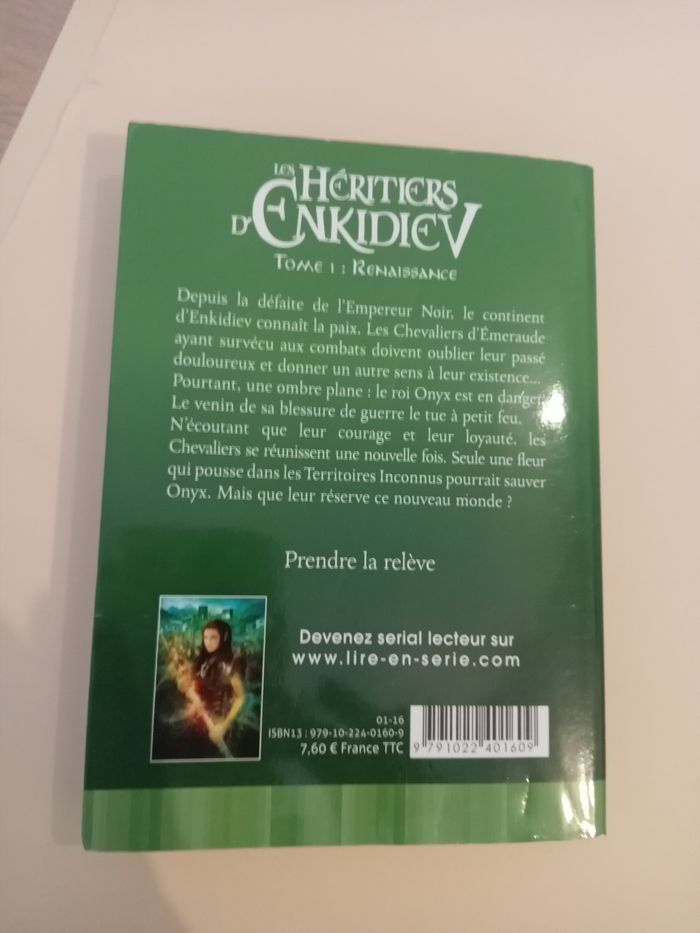 LES HÉRITIERS
D'ENKIDIEV
TOME 1 : RENAISSANCE
Depuis la défaite de l'Empereur Noir, le continent
d'Enkidiev connaît la paix. Les Chevaliers d'Émeraude
ayant survécu aux combats doivent oublier leur passé
douloureux et donner un autre sens à leur existence...
Pourtant, une ombre plane : le roi Onyx est en danger.
Le venin de sa blessure de guerre le tue à petit feu.
N'écoutant que leur courage et leur loyauté, les
Chevaliers se réunissent une nouvelle fois. Seule une fleur
qui pousse dans les Territoires Inconnus pourrait sauver
Onyx. Mais que leur réserve ce nouveau monde ?
Prendre la relève
Devenez serial lecteur sur
www.lire-en-serie.com
01-16
ISBN13 : 979-10-224-0160-9
7,60 € France TTC
9 791022 401609